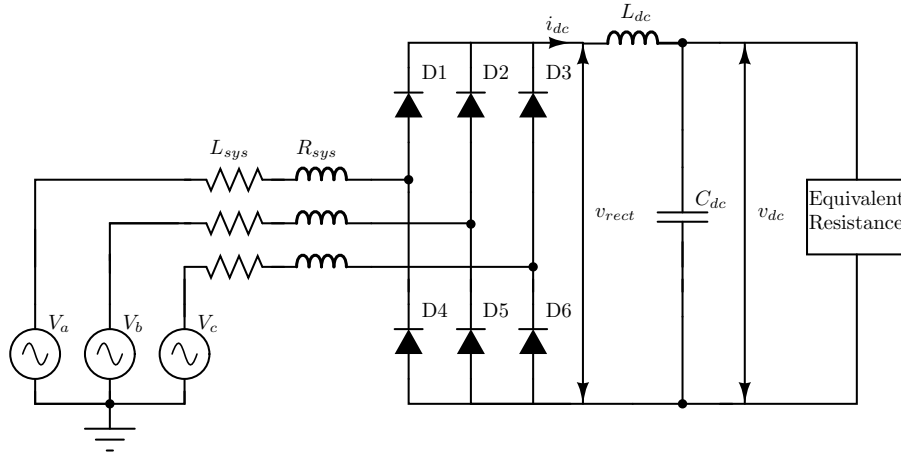 i_dc
L_dc
D1
D2
D3
L_sys
R_sys
Equivalent
Resistance
C_dc
v_rect
v_dc
D4
D5
D6
V_a
V_b
V_c